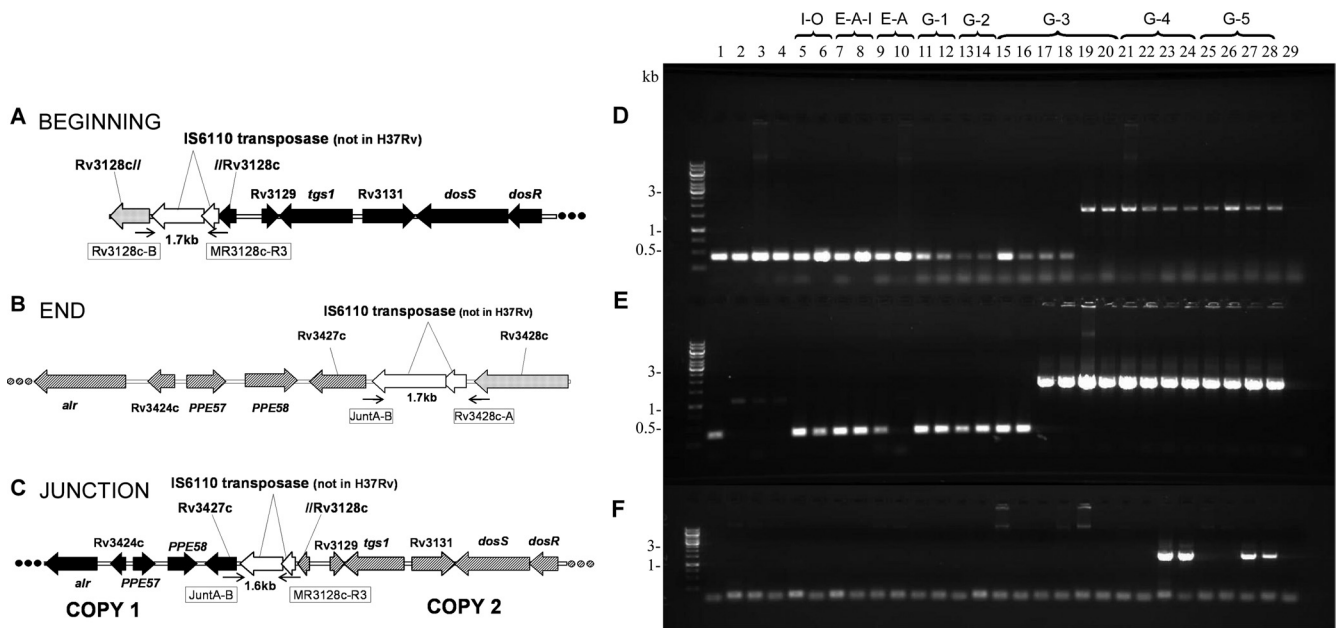 A BEGINNING
IS6110 transposase (not in H37Rv)
Rv3128c// //Rv3128c
Rv3129 tgs1 Rv3131 dosS dosR
1.7kb
Rv3128c-B MR3128c-R3
B END
IS6110 transposase (not in H37Rv)
Rv3427c Rv3428c
alr Rv3424c PPE57 PPE58
1.7kb
JuntA-B Rv3428c-A
C JUNCTION
IS6110 transposase (not in H37Rv)
Rv3427c //Rv3128c
Rv3424c PPE58 Rv3129 tgs1 Rv3131 dosS dosR
alr PPE57
1.6kb
JuntA-B MR3128c-R3
COPY 1 COPY 2
I-O E-A-I E-A G-1 G-2 G-3 G-4 G-5
1 2 3 4 5 6 7 8 9 10 11 12 13 14 15 16 17 18 19 20 21 22 23 24 25 26 27 28 29
kb
D
3-
1-
0.5-
E
3-
1-
0.5-
F
3-
1-